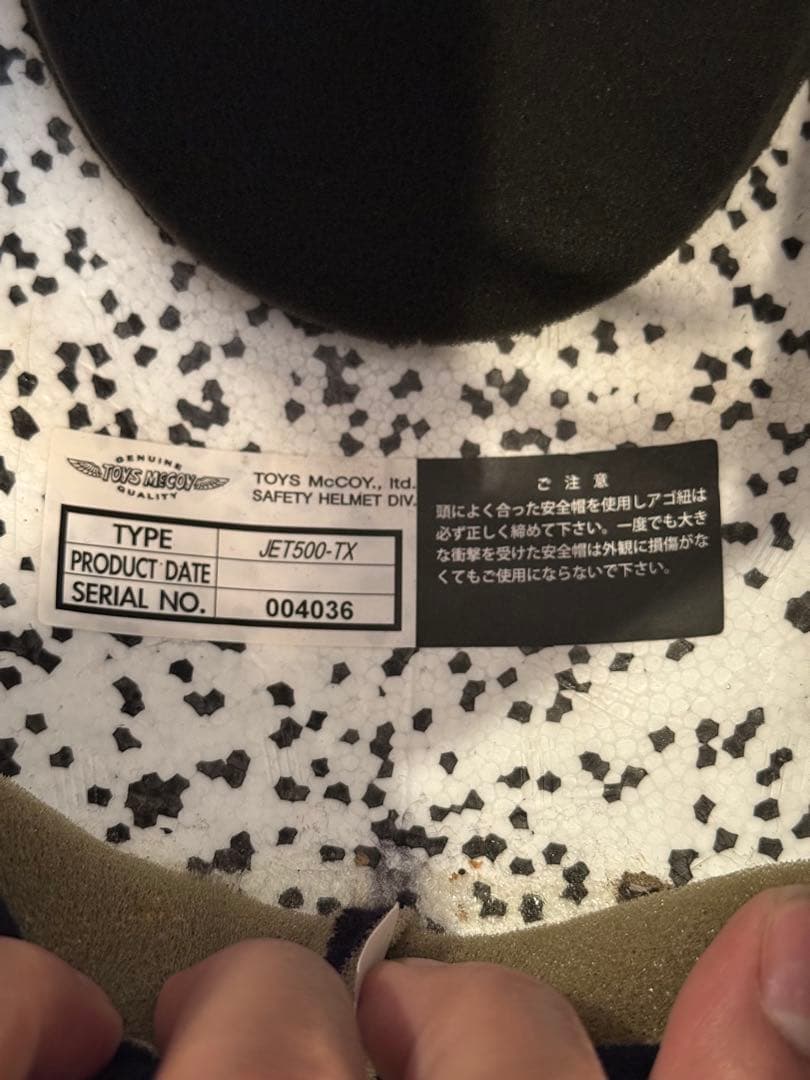 GENUINE
TOYS McCOY
QUALITY
TOYS McCOY., ltd.
SAFETY HELMET DIV.
TYPE JET500-TX
PRODUCT DATE
SERIAL NO. 004036
ご注意
頭によく合った安全帽を使用しアゴ紐は
必ず正しく締めて下さい。一度でも大き
な衝撃を受けた安全帽は外観に損傷がな
くてもご使用にならないで下さい。